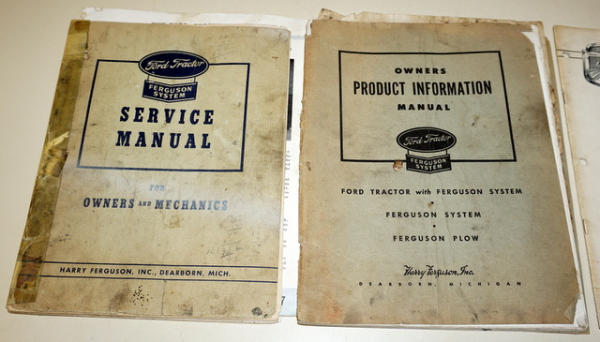 Ford Tractor
FERGUSON
SYSTEM
SERVICE
MANUAL
FOR
OWNERS AND MECHANICS
HARRY FERGUSON, INC., DEARBORN, MICH.
7
OWNERS
PRODUCT INFORMATION
MANUAL
Ford Tractor
FERGUSON
SYSTEM
FORD TRACTOR with FERGUSON SYSTEM
•
FERGUSON SYSTEM
•
FERGUSON PLOW
Harry Ferguson, Inc.
DEARBORN, MICHIGAN